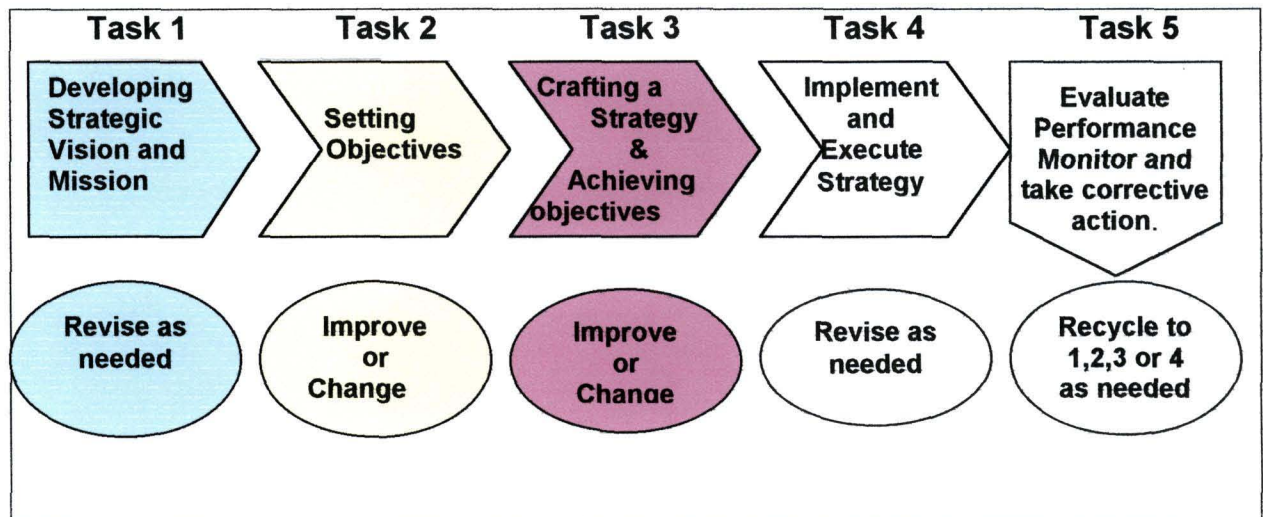 Task 1
Task 2
Task 3
Task 4
Task 5
Developing
Strategic
Vision and
Mission
Setting
Objectives
Crafting a
Strategy
&
Achieving
objectives
Implement
and
Execute
Strategy
Evaluate
Performance
Monitor and
take corrective
action.
Revise as
needed
Improve
or
Change
Improve
or
Change
Revise as
needed
Recycle to
1,2,3 or 4
as needed